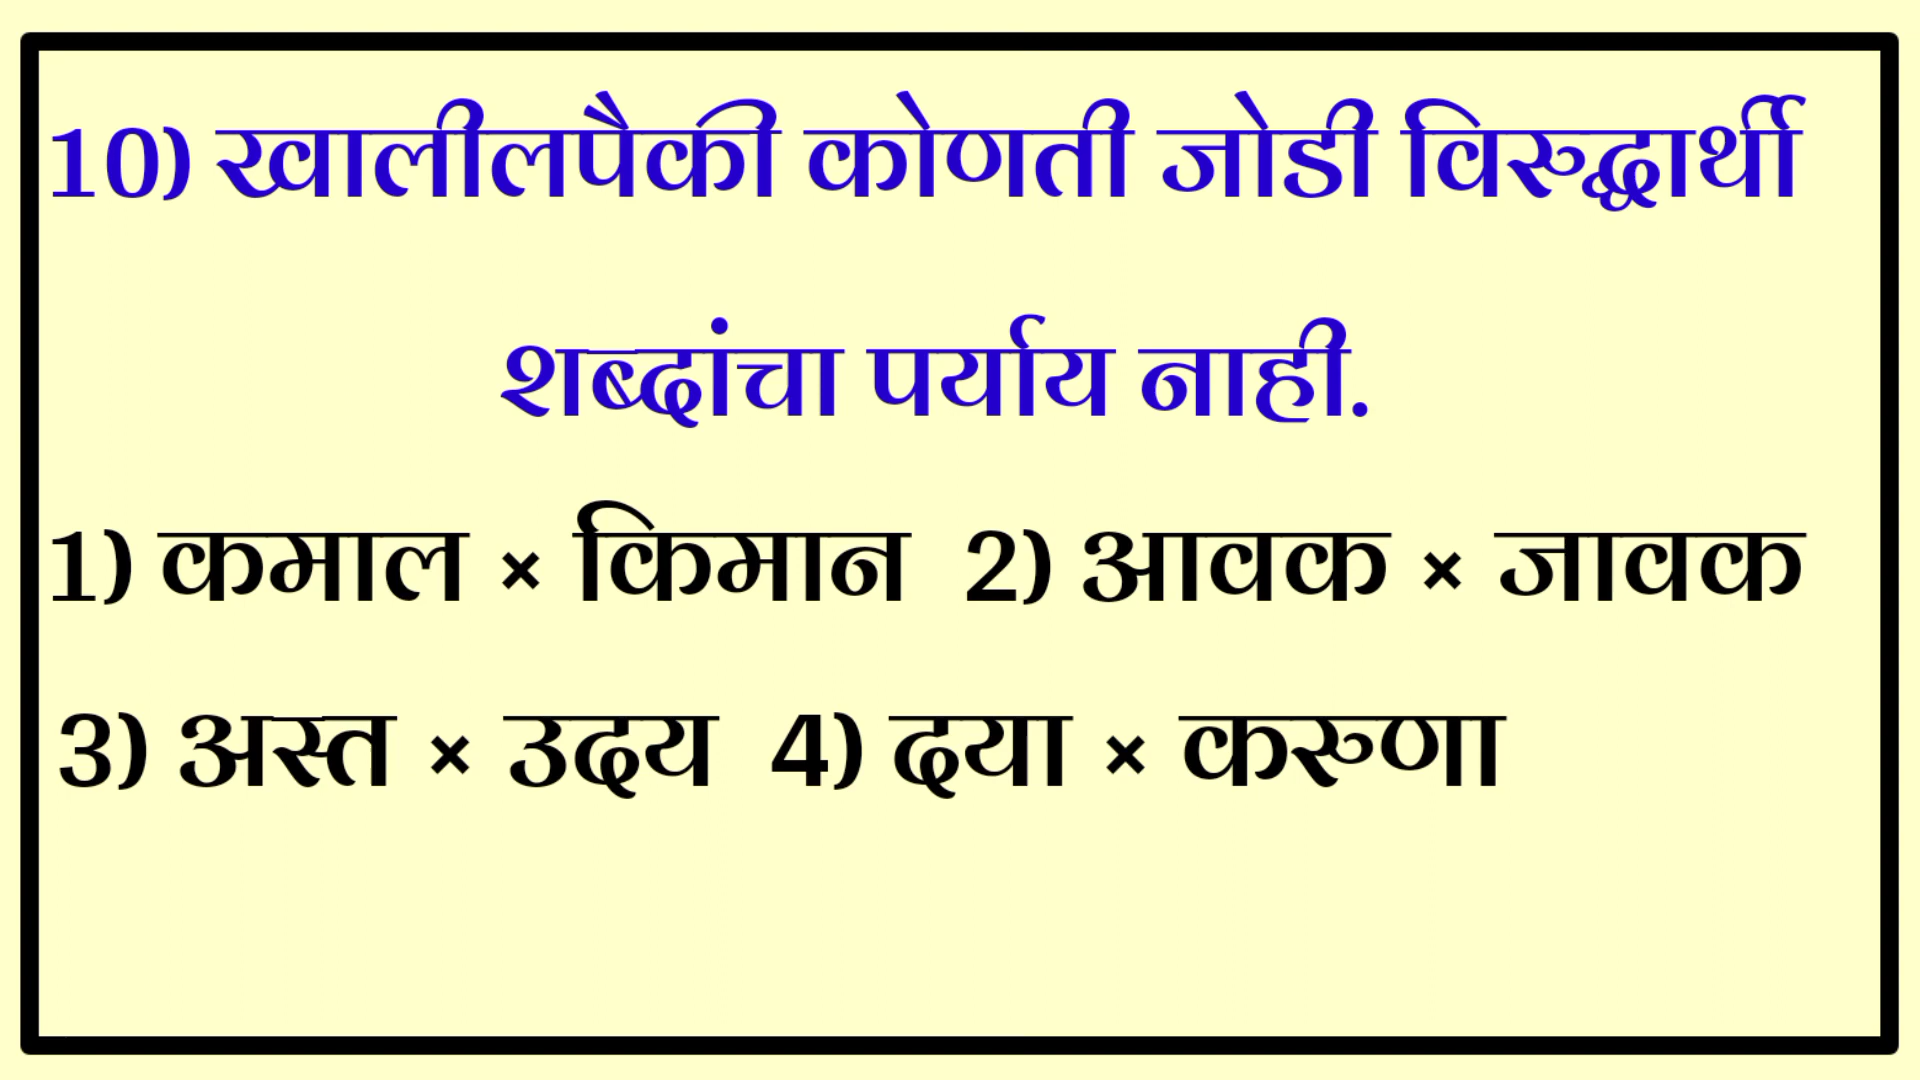 10) खालीलपैकी कोणती जोडी विरुद्धार्थी
शब्दांचा पर्याय नाही.
1) कमाल × किमान 2) आवक × जावक
3) अस्त × उदय 4) दया × करुणा